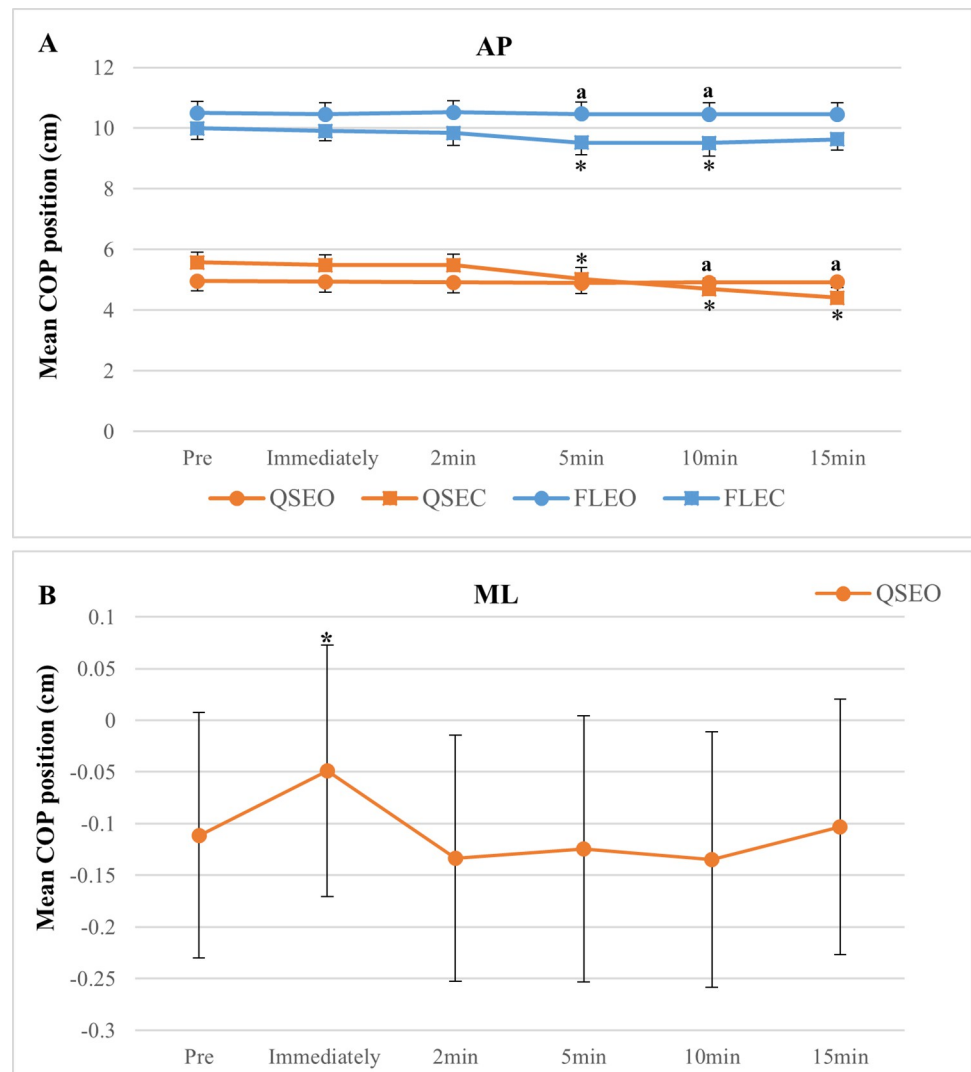 A
AP
Mean COP position (cm)
12
10
8
6
4
2
0
a a
* *
* a a
* *
Pre Immediately 2min 5min 10min 15min
QSEO QSEC FLEO FLEC
B
ML
QSEO
Mean COP position (cm)
0.1
0.05
0
-0.05
-0.1
-0.15
-0.2
-0.25
-0.3
*
Pre Immediately 2min 5min 10min 15min